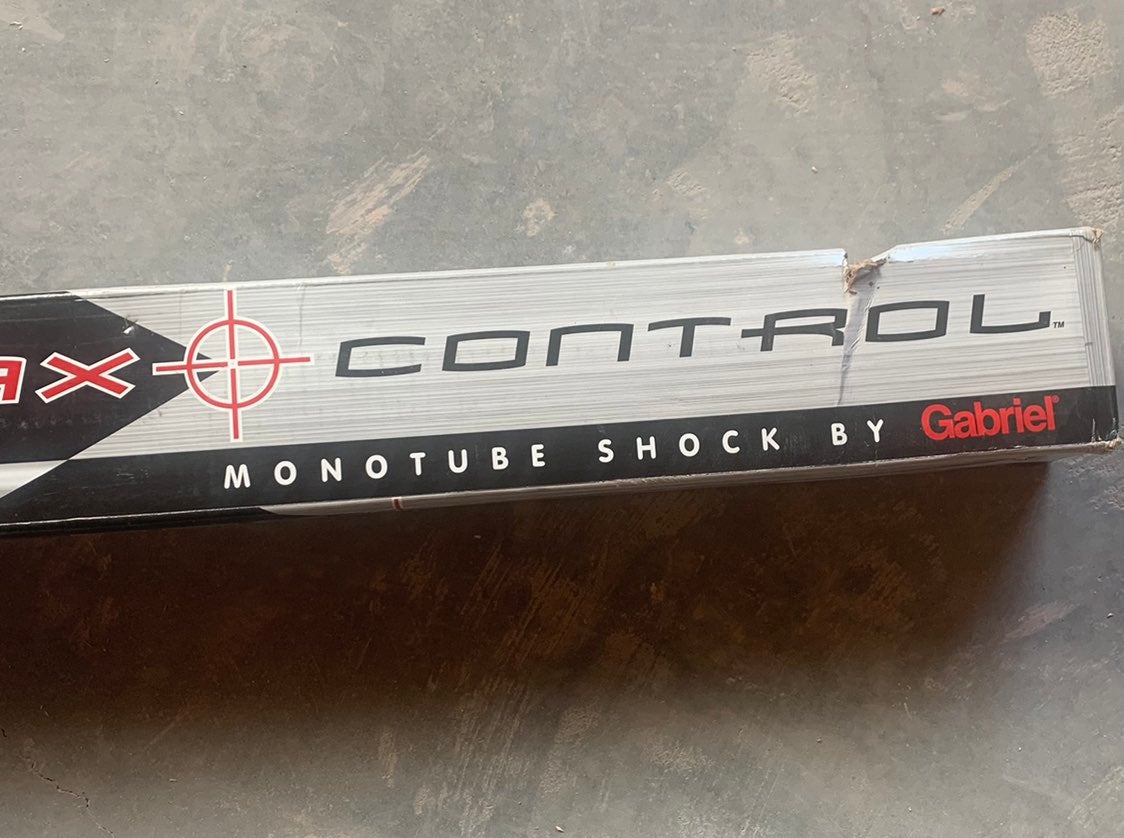 AX CONTROL™
MONOTUBE SHOCK BY Gabriel®